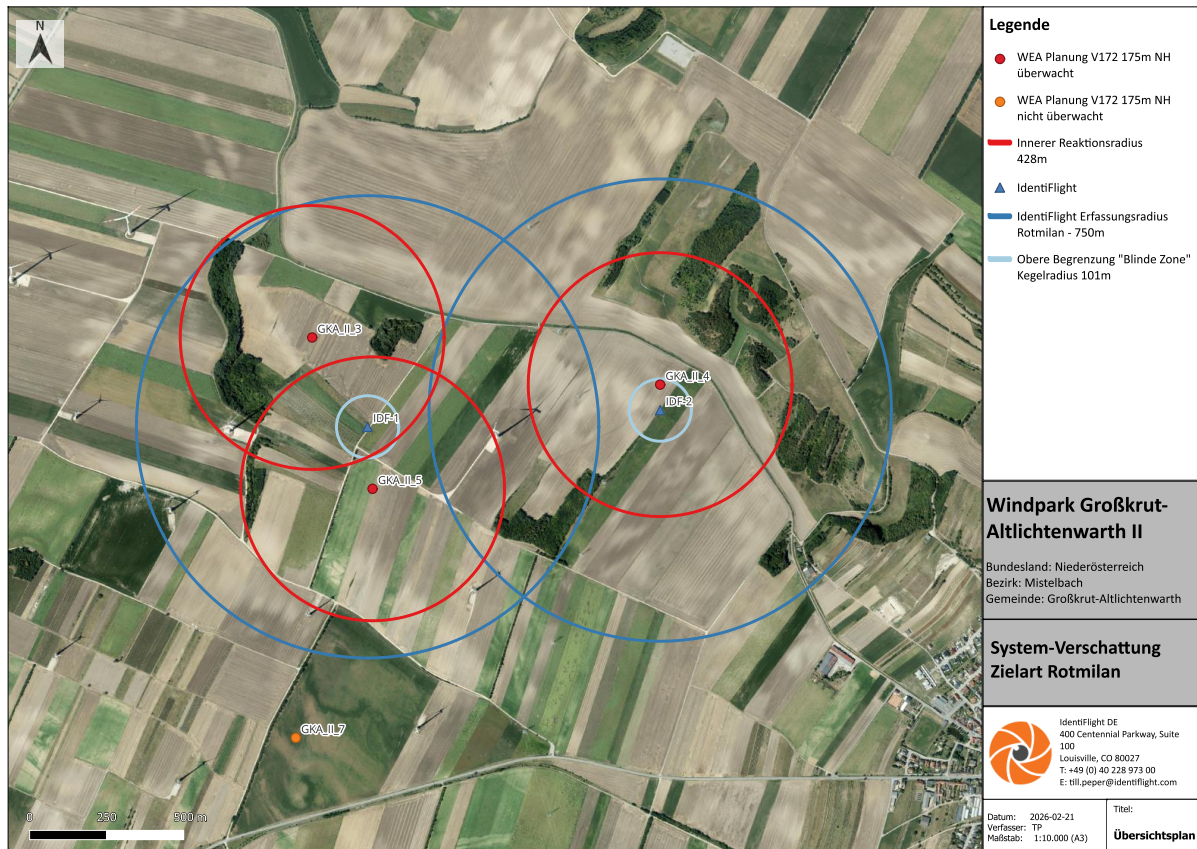 N
GKA_II_3
GKA_II_4
IDF-2
IDF-1
GKA_II_5
GKA_II_7
0 250 500 m
Legende
WEA Planung V172 175m NH
überwacht
WEA Planung V172 175m NH
nicht überwacht
Innerer Reaktionsradius
428m
IdentiFlight
IdentiFlight Erfassungsradius
Rotmilan - 750m
Obere Begrenzung "Blinde Zone"
Kegelradius 101m
Windpark Großkrut-
Altlichtenwarth II
Bundesland: Niederösterreich
Bezirk: Mistelbach
Gemeinde: Großkrut-Altlichtenwarth
System-Verschattung
Zielart Rotmilan
IdentiFlight DE
400 Centennial Parkway, Suite
100
Louisville, CO 80027
T: +49 (0) 40 228 973 00
E: till.peper@identiflight.com
Datum: 2026-02-21
Verfasser: TP
Maßstab: 1:10.000 (A3)
Titel:
Übersichtsplan